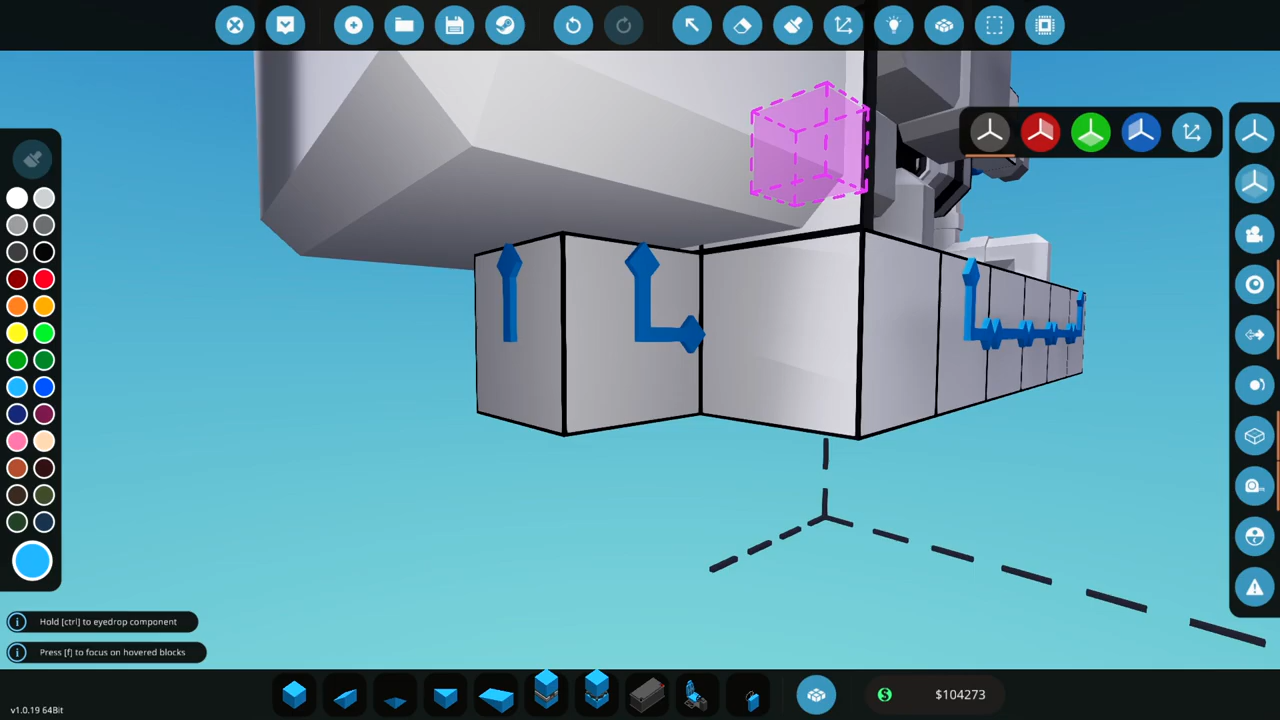 $104273
Hold [ctrl] to eyedrop component
Press [f] to focus on hovered blocks
v1.0.19 64Bit